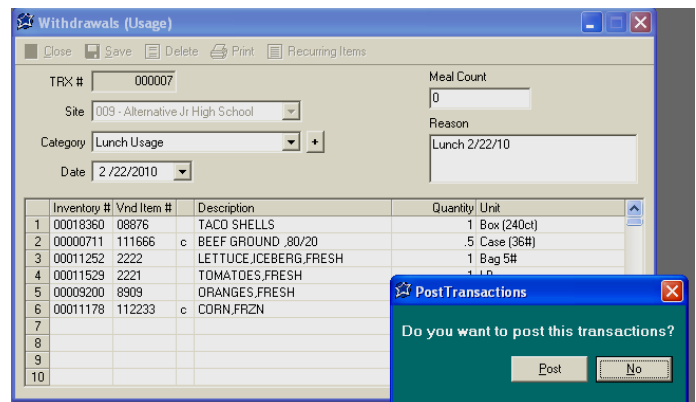 Withdrawals (Usage)
Close Save Delete Print Recurring Items
TRX # 000007
Meal Count
0
Site 009 - Alternative Jr High School
Reason
Category Lunch Usage +
Lunch 2/22/10
Date 2 /22/2010
Inventory # Vnd Item # Description Quantity Unit
1 00018360 08876 TACO SHELLS 1 Box (240ct)
2 00000711 111666 c BEEF GROUND ,80/20 .5 Case (36#)
3 00011252 2222 LETTUCE,ICEBERG,FRESH 1 Bag 5#
4 00011529 2221 TOMATOES,FRESH
5 00009200 8909 ORANGES,FRESH
6 00011178 112233 c CORN,FRZN
7
8
9
10
PostTransactions
Do you want to post this transactions?
Post No